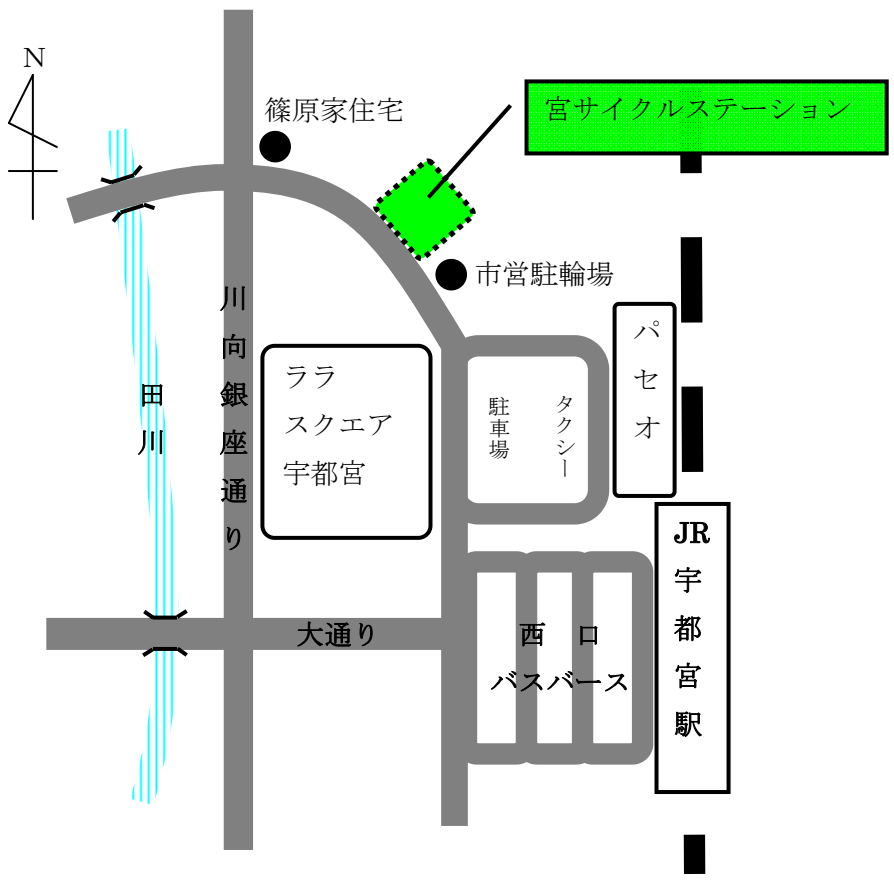 N
篠原家住宅
宮サイクルステーション
市営駐輪場
川向銀座通り
田川
ララ
スクエア
宇都宮
駐車場
タクシー
パセオ
JR宇都宮駅
大通り
西口
バスバース